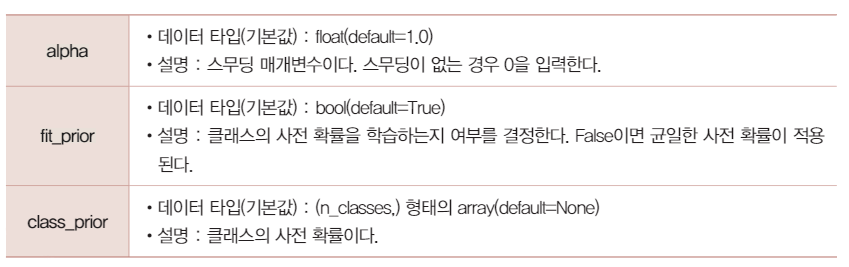 alpha
• 데이터 타입(기본값) : float(default=1.0)
• 설명 : 스무딩 매개변수이다. 스무딩이 없는 경우 0을 입력한다.
fit_prior
• 데이터 타입(기본값) : bool(default=True)
• 설명 : 클래스의 사전 확률을 학습하는지 여부를 결정한다. False이면 균일한 사전 확률이 적용
된다.
class_prior
• 데이터 타입(기본값) : (n_classes,) 형태의 array(default=None)
• 설명 : 클래스의 사전 확률이다.